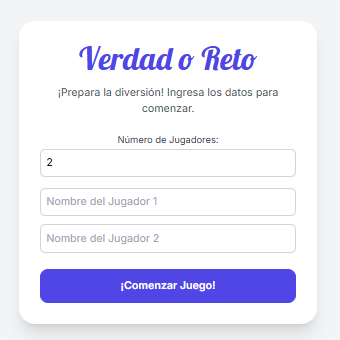 Verdad o Reto
¡Prepara la diversión! Ingresa los datos para
comenzar.
Número de Jugadores:
2
Nombre del Jugador 1
Nombre del Jugador 2
¡Comenzar Juego!